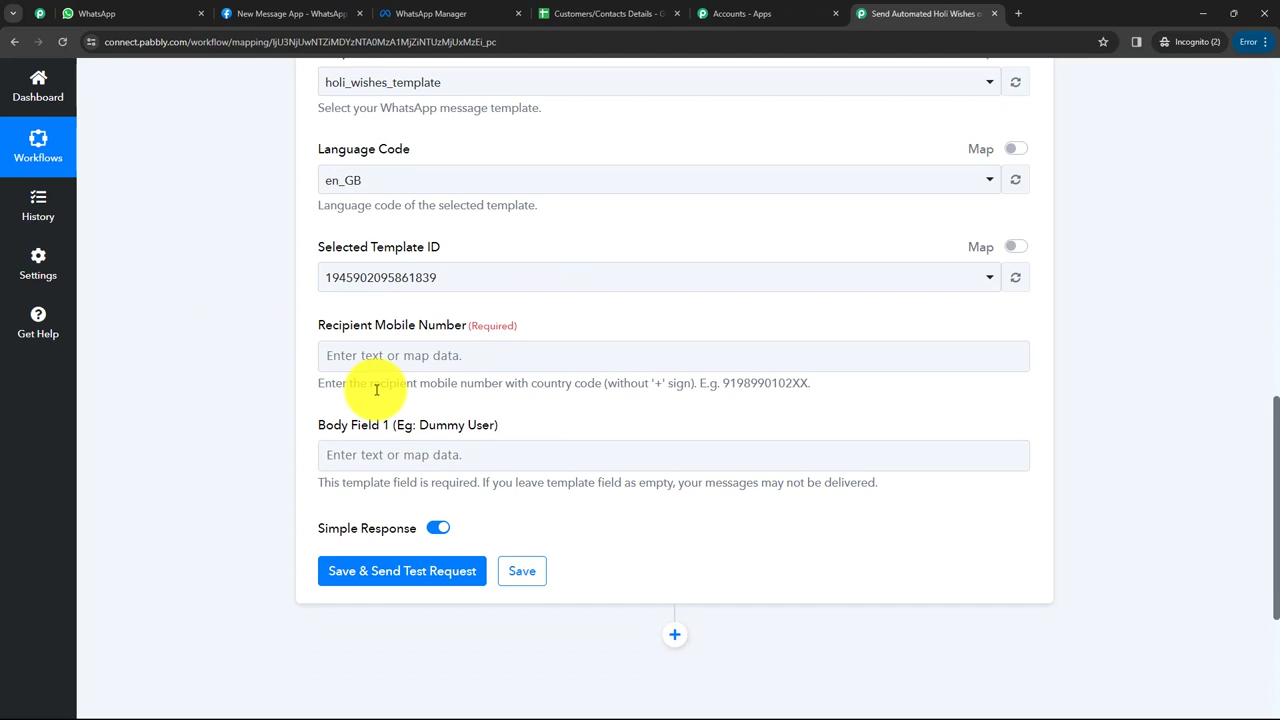 WhatsApp
New Message App - WhatsApp
WhatsApp Manager
Customers/Contacts Details - G
Accounts - Apps
Send Automated Holi Wishes o
connect.pabbly.com/workflow/mapping/IjU3NjUwNTZiMDYzNTA0MzA1MjZiNTUzMjUxMzEi_pc
Incognito (2)
Error
Dashboard
Workflows
History
Settings
Get Help
holi_wishes_template
Select your WhatsApp message template.
Language Code
Map
en_GB
Language code of the selected template.
Selected Template ID
Map
1945902095861839
Recipient Mobile Number (Required)
Enter text or map data.
Enter the recipient mobile number with country code (without '+' sign). E.g. 9198990102XX.
Body Field 1 (Eg: Dummy User)
Enter text or map data.
This template field is required. If you leave template field as empty, your messages may not be delivered.
Simple Response
Save & Send Test Request
Save